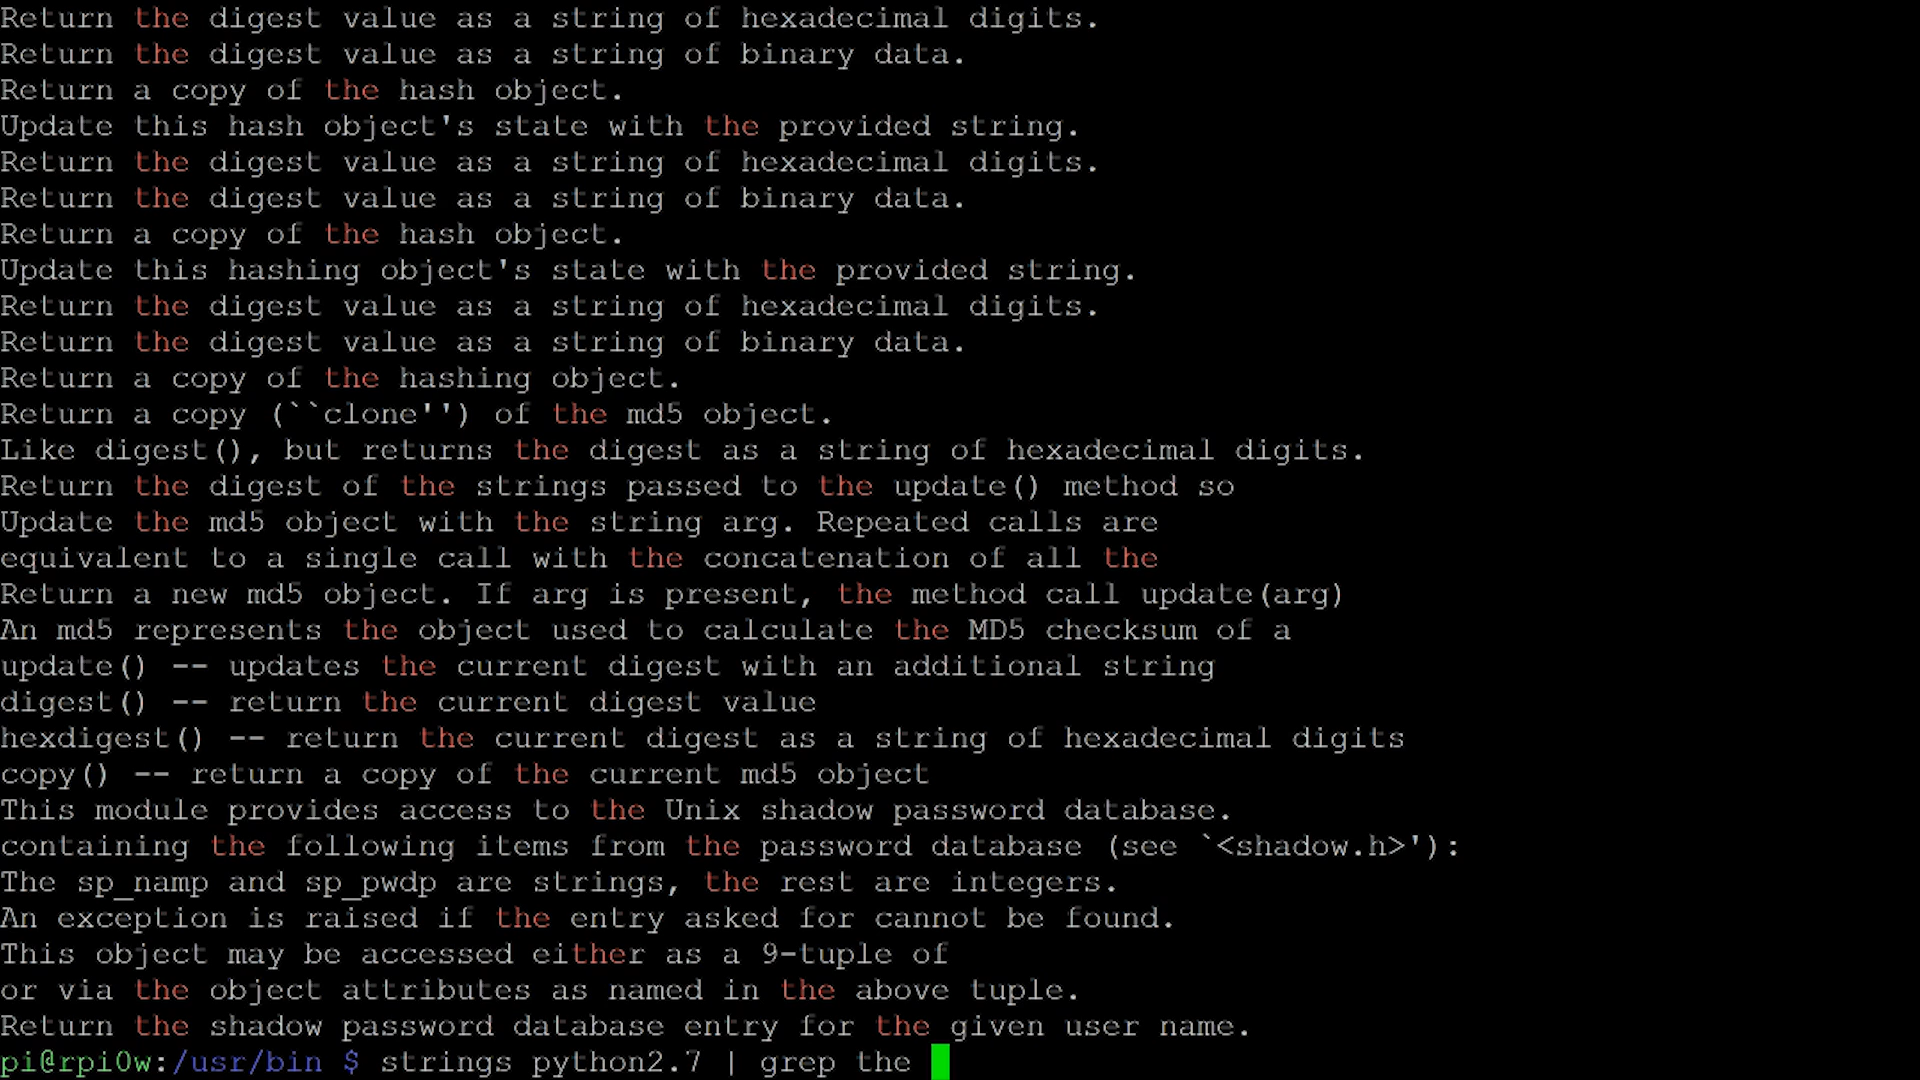 Return the digest value as a string of hexadecimal digits.
Return the digest value as a string of binary data.
Return a copy of the hash object.
Update this hash object's state with the provided string.
Return the digest value as a string of hexadecimal digits.
Return the digest value as a string of binary data.
Return a copy of the hash object.
Update this hashing object's state with the provided string.
Return the digest value as a string of hexadecimal digits.
Return the digest value as a string of binary data.
Return a copy of the hashing object.
Return a copy (``clone'') of the md5 object.
Like digest(), but returns the digest as a string of hexadecimal digits.
Return the digest of the strings passed to the update() method so
Update the md5 object with the string arg. Repeated calls are
equivalent to a single call with the concatenation of all the
Return a new md5 object. If arg is present, the method call update(arg)
An md5 represents the object used to calculate the MD5 checksum of a
update() -- updates the current digest with an additional string
digest() -- return the current digest value
hexdigest() -- return the current digest as a string of hexadecimal digits
copy() -- return a copy of the current md5 object
This module provides access to the Unix shadow password database.
containing the following items from the password database (see `<shadow.h>'):
The sp_namp and sp_pwdp are strings, the rest are integers.
An exception is raised if the entry asked for cannot be found.
This object may be accessed either as a 9-tuple of
or via the object attributes as named in the above tuple.
Return the shadow password database entry for the given user name.
pi@rpi0w:/usr/bin $ strings python2.7 | grep the